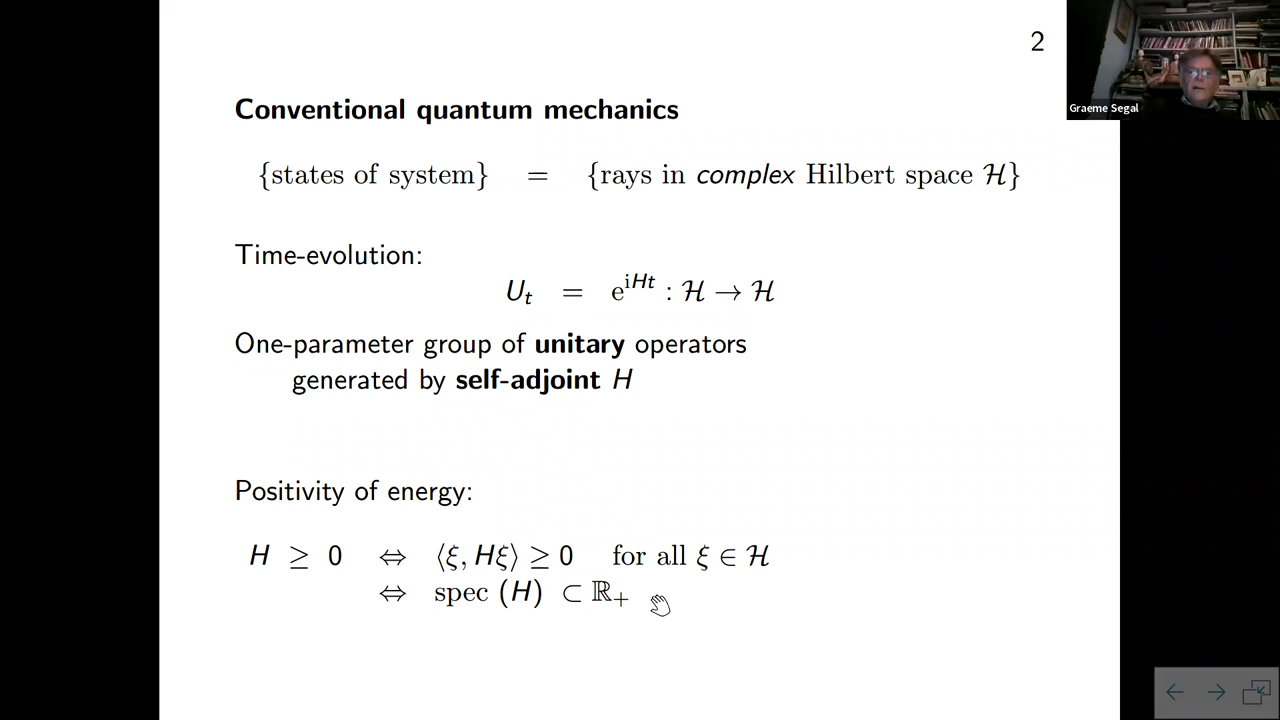 2
Graeme Segal
Conventional quantum mechanics
{states of system} = {rays in complex Hilbert space ℋ}
Time-evolution:
U_t = e^{iHt} : ℋ → ℋ
One-parameter group of unitary operators
generated by self-adjoint H
Positivity of energy:
H ≥ 0 ⇔ ⟨ξ, Hξ⟩ ≥ 0 for all ξ ∈ ℋ
⇔ spec (H) ⊂ ℝ₊